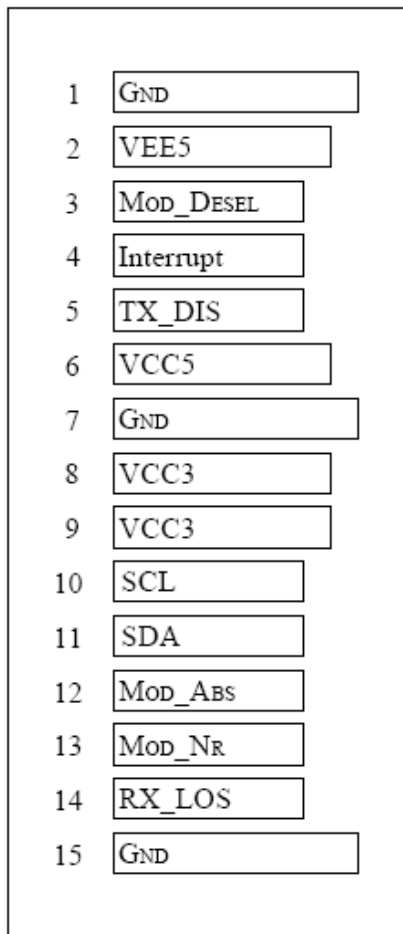 1 GND
2 VEE5
3 MOD_DESEL
4 Interrupt
5 TX_DIS
6 VCC5
7 GND
8 VCC3
9 VCC3
10 SCL
11 SDA
12 MOD_ABS
13 MOD_NR
14 RX_LOS
15 GND